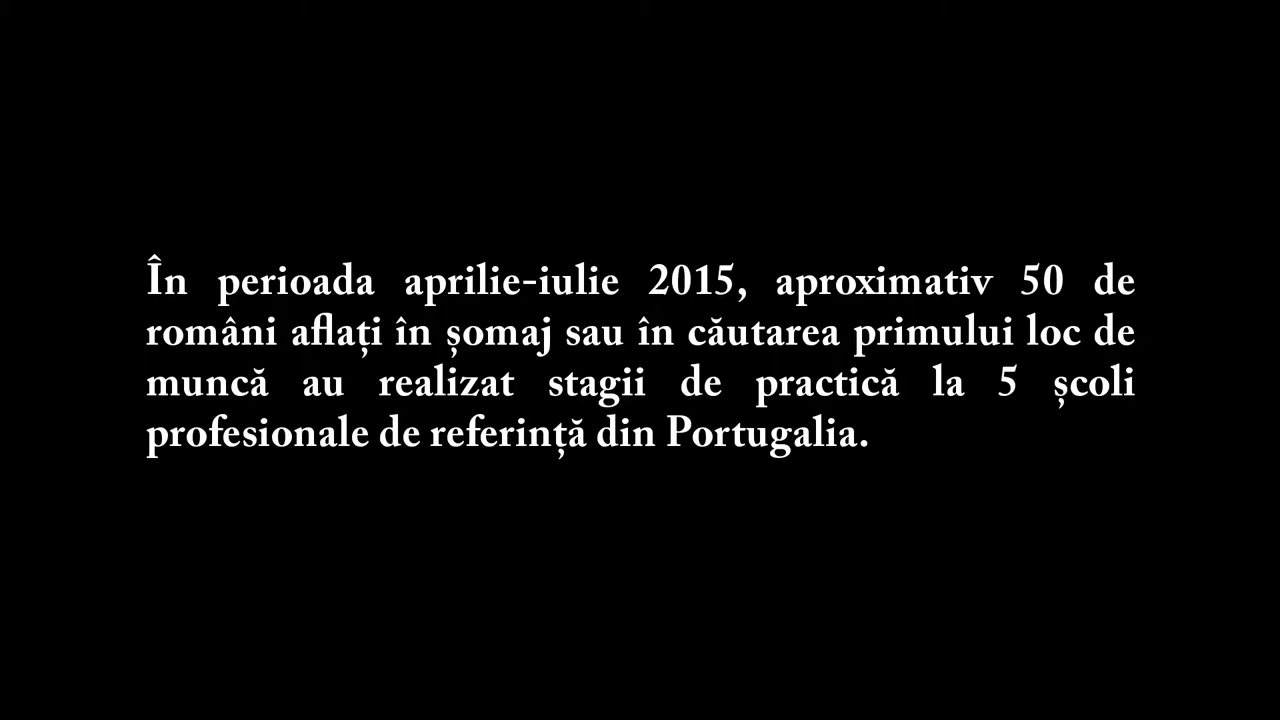 În perioada aprilie-iulie 2015, aproximativ 50 de
români aflați în șomaj sau în căutarea primului loc de
muncă au realizat stagii de practică la 5 școli
profesionale de referință din Portugalia.